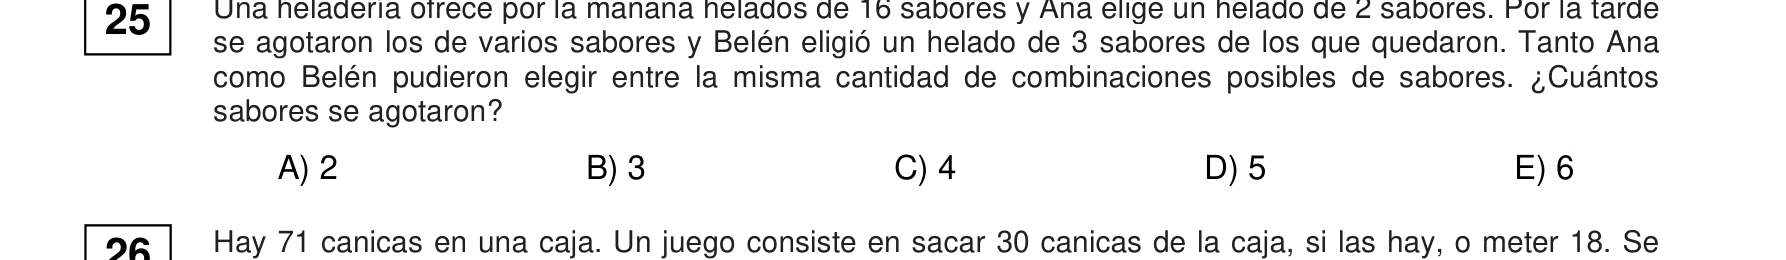 25
Una heladería ofrece por la mañana helados de 16 sabores y Ana elige un helado de 2 sabores. Por la tarde
se agotaron los de varios sabores y Belén eligió un helado de 3 sabores de los que quedaron. Tanto Ana
como Belén pudieron elegir entre la misma cantidad de combinaciones posibles de sabores. ¿Cuántos
sabores se agotaron?
A) 2 B) 3 C) 4 D) 5 E) 6
26
Hay 71 canicas en una caja. Un juego consiste en sacar 30 canicas de la caja, si las hay, o meter 18. Se